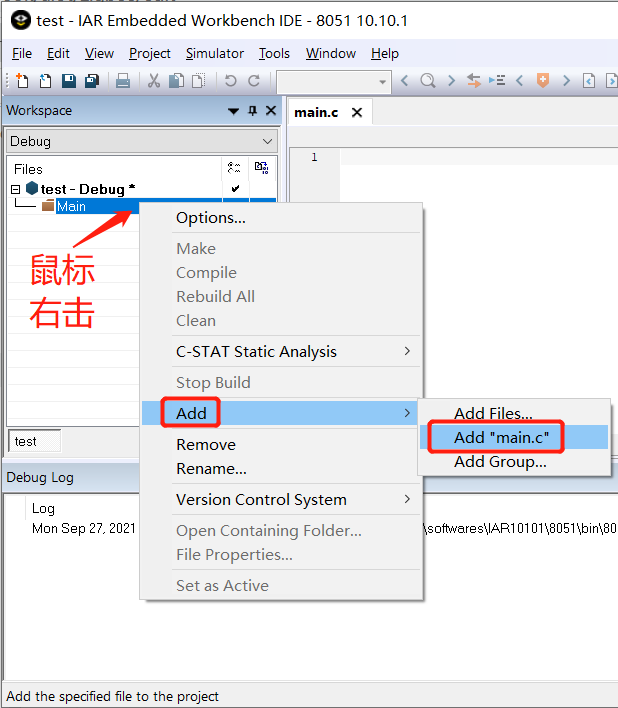 test - IAR Embedded Workbench IDE - 8051 10.10.1
File Edit View Project Simulator Tools Window Help
Workspace
main.c
Debug
Files
1
test - Debug *
Main
鼠标
右击
Options...
Make
Compile
Rebuild All
Clean
C-STAT Static Analysis
Stop Build
Add
Add Files...
Add "main.c"
Add Group...
Remove
Rename...
Version Control System
Open Containing Folder...
File Properties...
Set as Active
test
Debug Log
Log
Mon Sep 27, 2021
\softwares\IAR10101\8051\bin\80
Add the specified file to the project